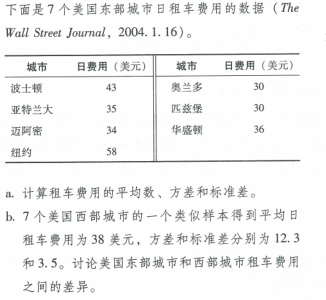 下面是 7 个美国东部城市日租车费用的数据（The
Wall Street Journal，2004.1.16）。
城市 日费用（美元） 城市 日费用（美元）
波士顿 43 奥兰多 30
亚特兰大 35 匹兹堡 30
迈阿密 34 华盛顿 36
纽约 58
a. 计算租车费用的平均数、方差和标准差。
b. 7 个美国西部城市的一个类似样本得到平均日
租车费用为 38 美元，方差和标准差分别为 12.3
和 3.5。讨论美国东部城市和西部城市租车费用
之间的差异。